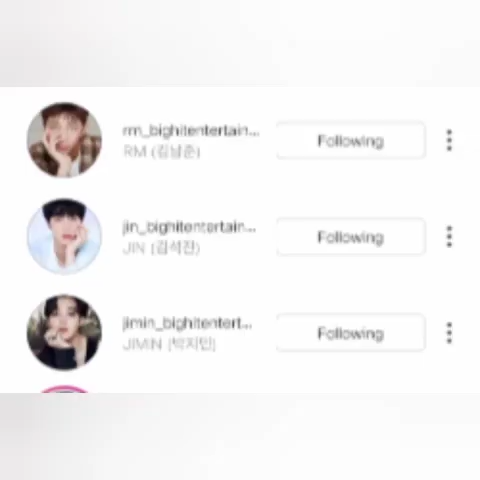 rm_bighitentertain...
RM (김남준)
Following
jin_bighitentertain...
JIN (김석진)
Following
jimin_bighitentert...
JIMIN (박지민)
Following